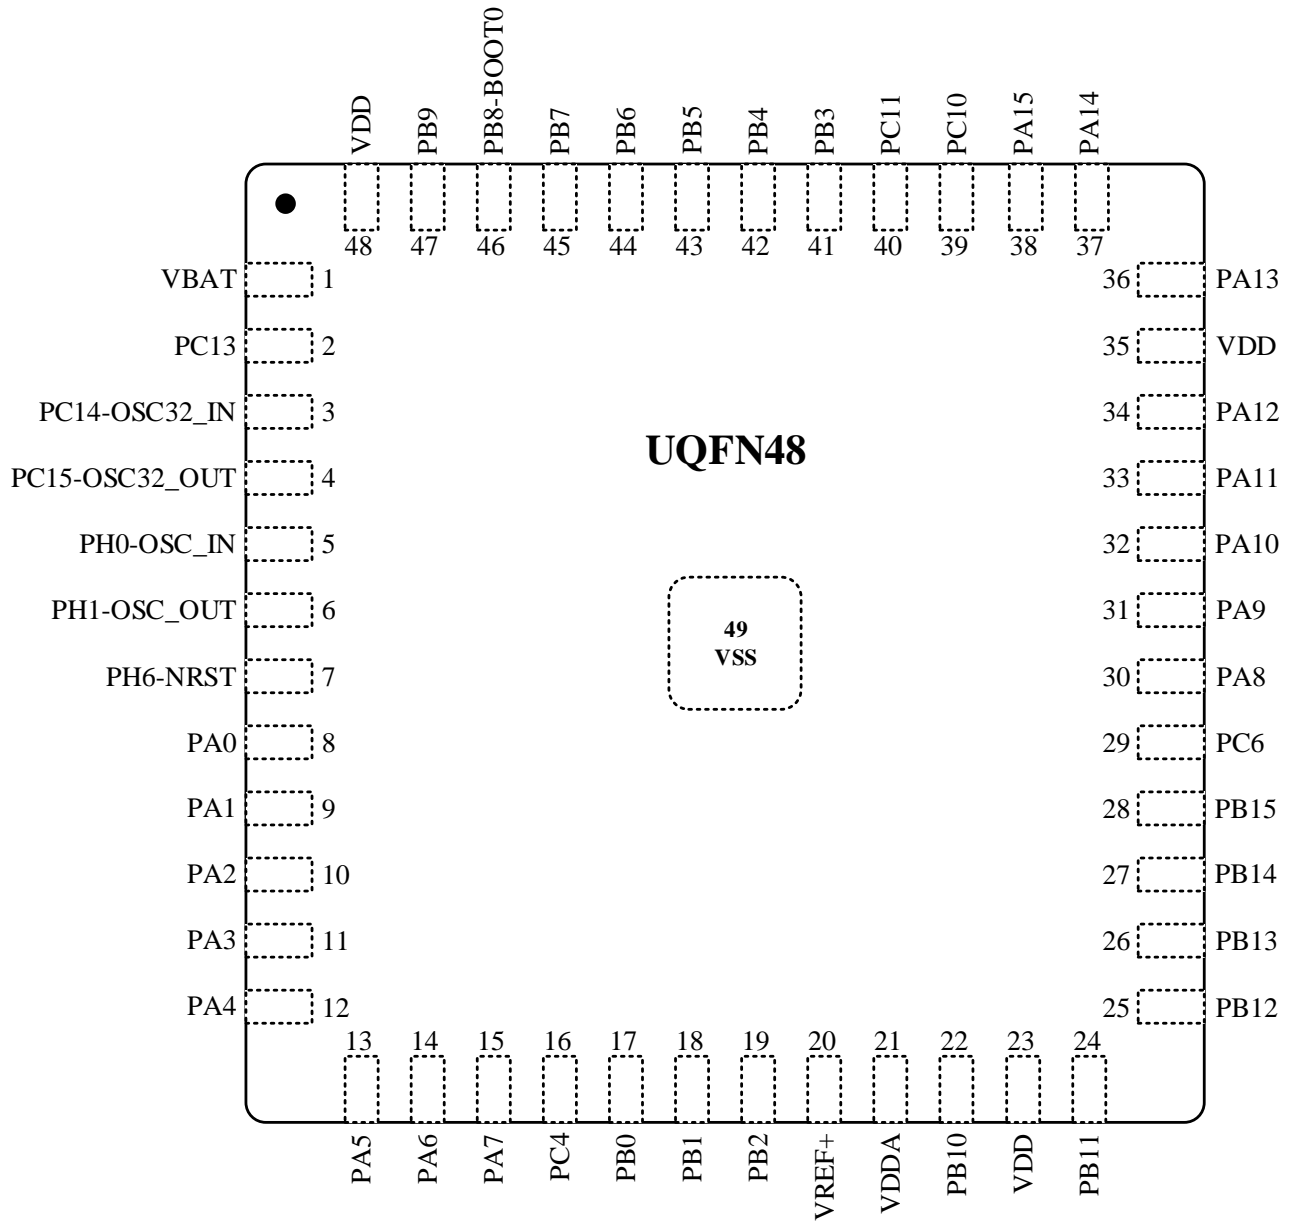 VDD PB9 PB8-BOOT0 PB7 PB6 PB5 PB4 PB3 PC11 PC10 PA15 PA14
48 47 46 45 44 43 42 41 40 39 38 37
VBAT 1 36 PA13
PC13 2 35 VDD
PC14-OSC32_IN 3 34 PA12
UQFN48
PC15-OSC32_OUT 4 33 PA11
PH0-OSC_IN 5 32 PA10
PH1-OSC_OUT 6 31 PA9
49
VSS
PH6-NRST 7 30 PA8
PA0 8 29 PC6
PA1 9 28 PB15
PA2 10 27 PB14
PA3 11 26 PB13
PA4 12 25 PB12
13 14 15 16 17 18 19 20 21 22 23 24
PA5 PA6 PA7 PC4 PB0 PB1 PB2 VREF+ VDDA PB10 VDD PB11